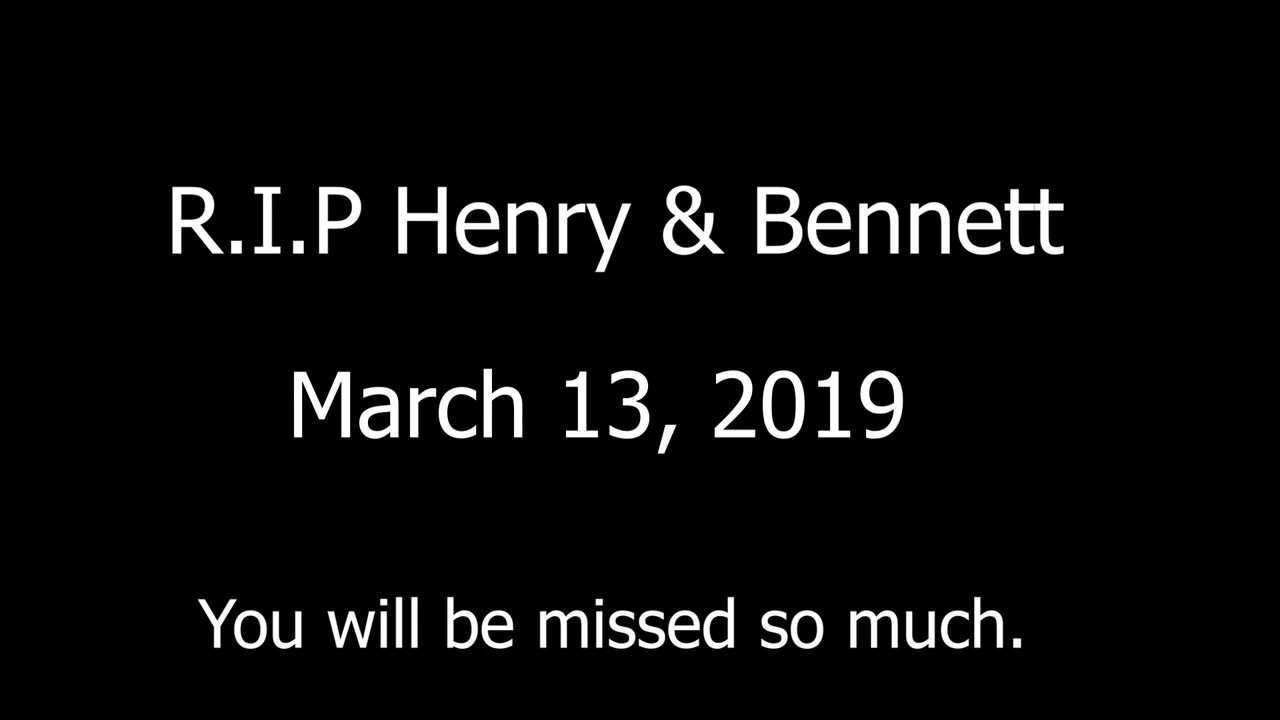 R.I.P Henry & Bennett
March 13, 2019
You will be missed so much.